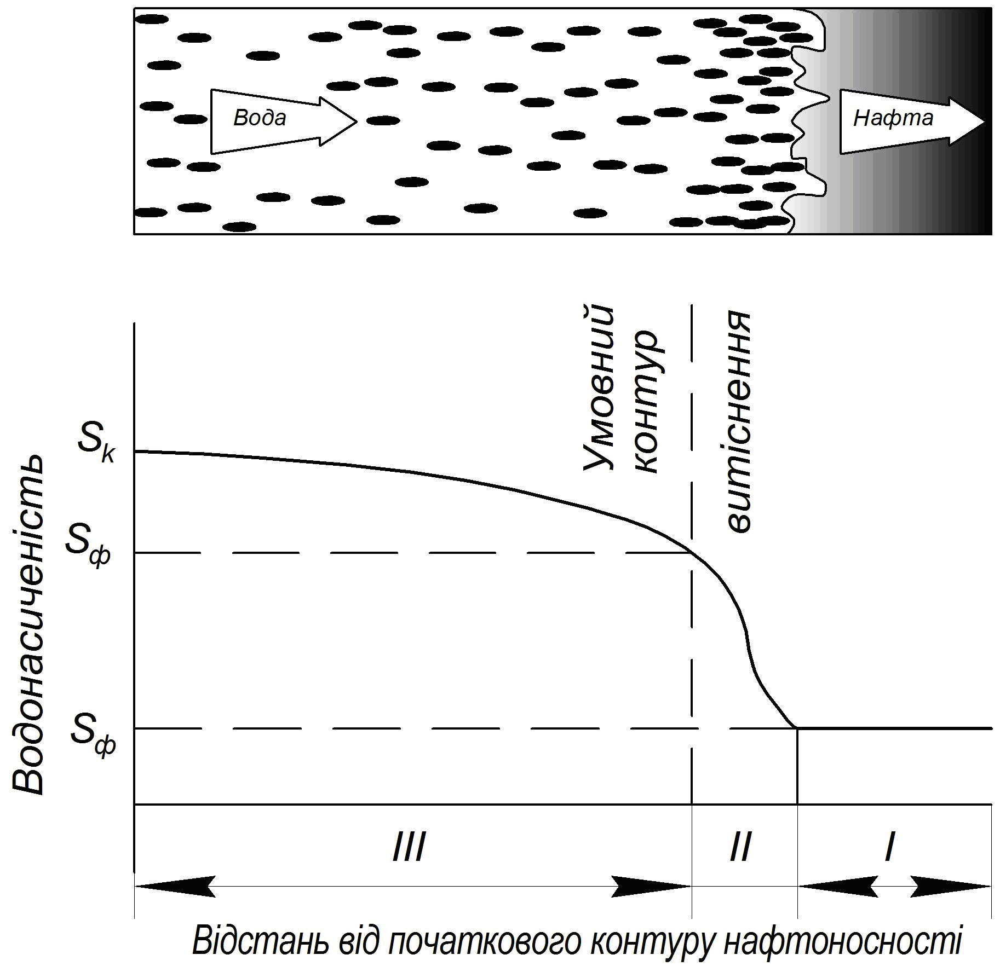 Вода
Нафта
Умовний
контур
витіснення
Водонасиченість
Sk
Sф
Sф
III
II
I
Відстань від початкового контуру нафтоносності